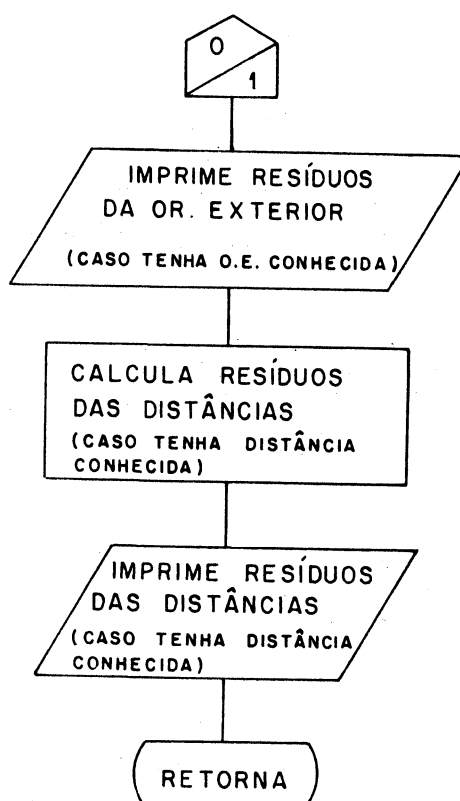 O
1
IMPRIME RESÍDUOS
DA OR. EXTERIOR
(CASO TENHA O.E. CONHECIDA)
CALCULA RESÍDUOS
DAS DISTÂNCIAS
(CASO TENHA DISTÂNCIA
CONHECIDA)
IMPRIME RESÍDUOS
DAS DISTÂNCIAS
(CASO TENHA DISTÂNCIA
CONHECIDA)
RETORNA